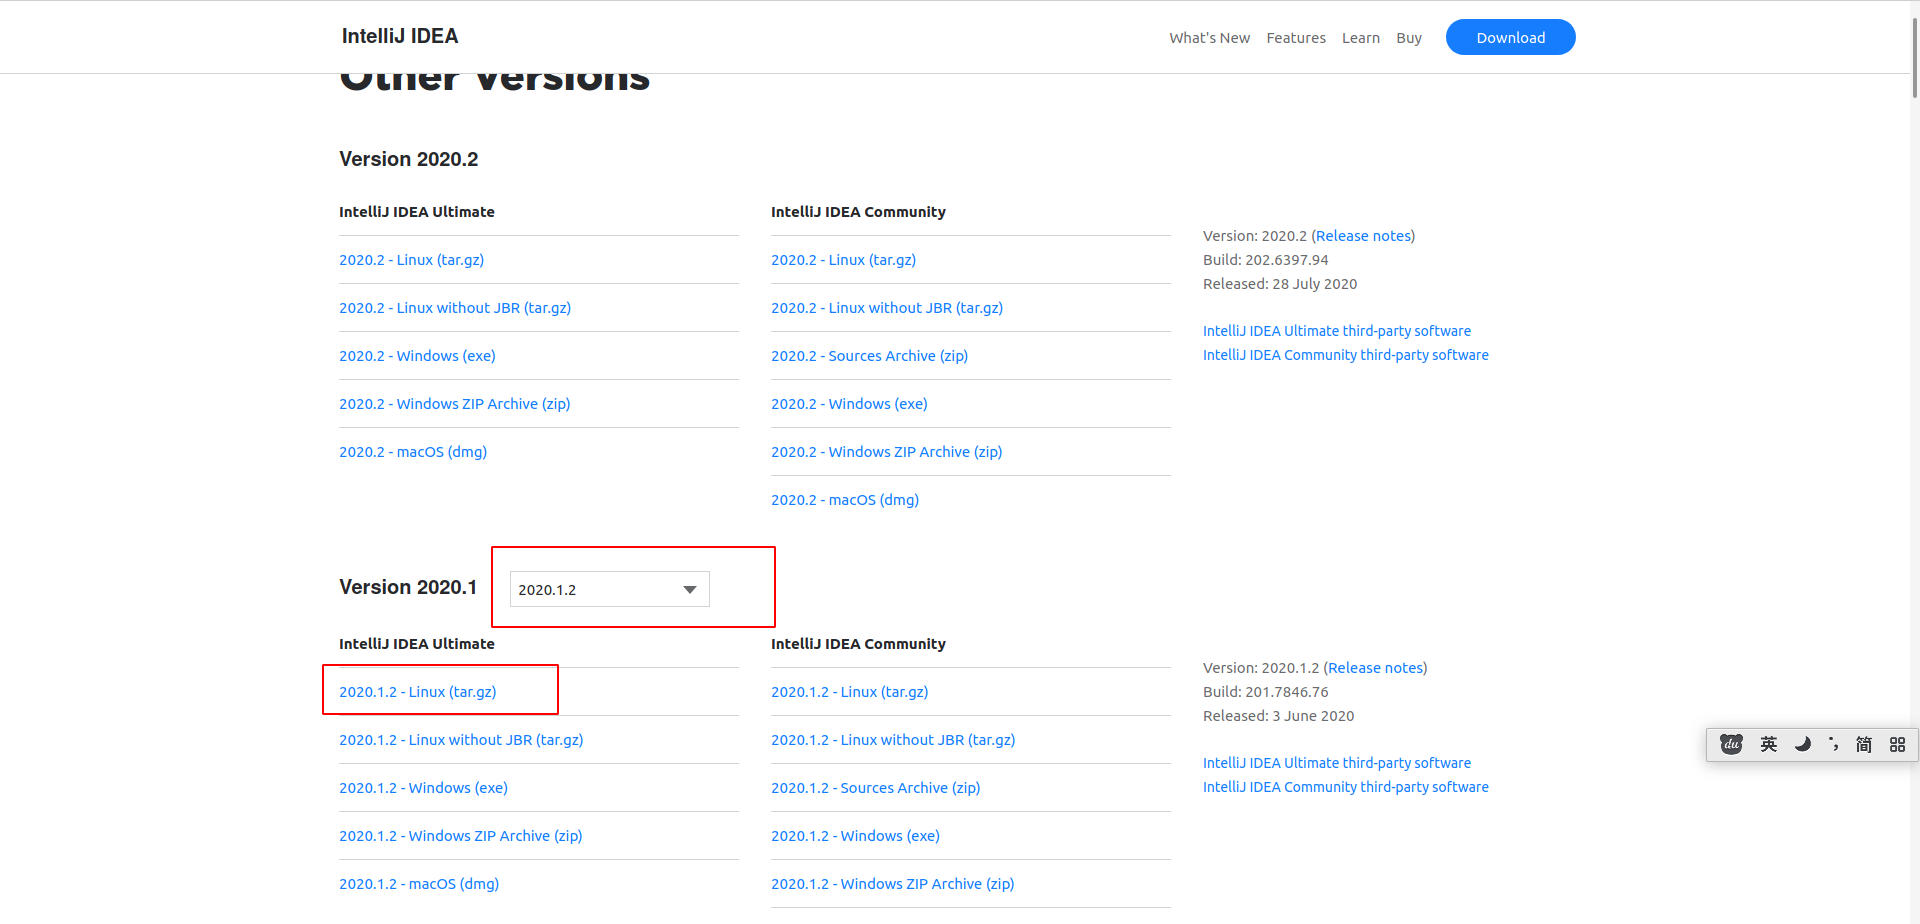 IntelliJ IDEA
What's New Features Learn Buy Download
Other Versions
Version 2020.2
IntelliJ IDEA Ultimate
2020.2 - Linux (tar.gz)
2020.2 - Linux without JBR (tar.gz)
2020.2 - Windows (exe)
2020.2 - Windows ZIP Archive (zip)
2020.2 - macOS (dmg)
IntelliJ IDEA Community
2020.2 - Linux (tar.gz)
2020.2 - Linux without JBR (tar.gz)
2020.2 - Sources Archive (zip)
2020.2 - Windows (exe)
2020.2 - Windows ZIP Archive (zip)
2020.2 - macOS (dmg)
Version: 2020.2 (Release notes)
Build: 202.6397.94
Released: 28 July 2020
IntelliJ IDEA Ultimate third-party software
IntelliJ IDEA Community third-party software
Version 2020.1
2020.1.2
IntelliJ IDEA Ultimate
2020.1.2 - Linux (tar.gz)
2020.1.2 - Linux without JBR (tar.gz)
2020.1.2 - Windows (exe)
2020.1.2 - Windows ZIP Archive (zip)
2020.1.2 - macOS (dmg)
IntelliJ IDEA Community
2020.1.2 - Linux (tar.gz)
2020.1.2 - Linux without JBR (tar.gz)
2020.1.2 - Sources Archive (zip)
2020.1.2 - Windows (exe)
2020.1.2 - Windows ZIP Archive (zip)
Version: 2020.1.2 (Release notes)
Build: 201.7846.76
Released: 3 June 2020
IntelliJ IDEA Ultimate third-party software
IntelliJ IDEA Community third-party software
du 英 简